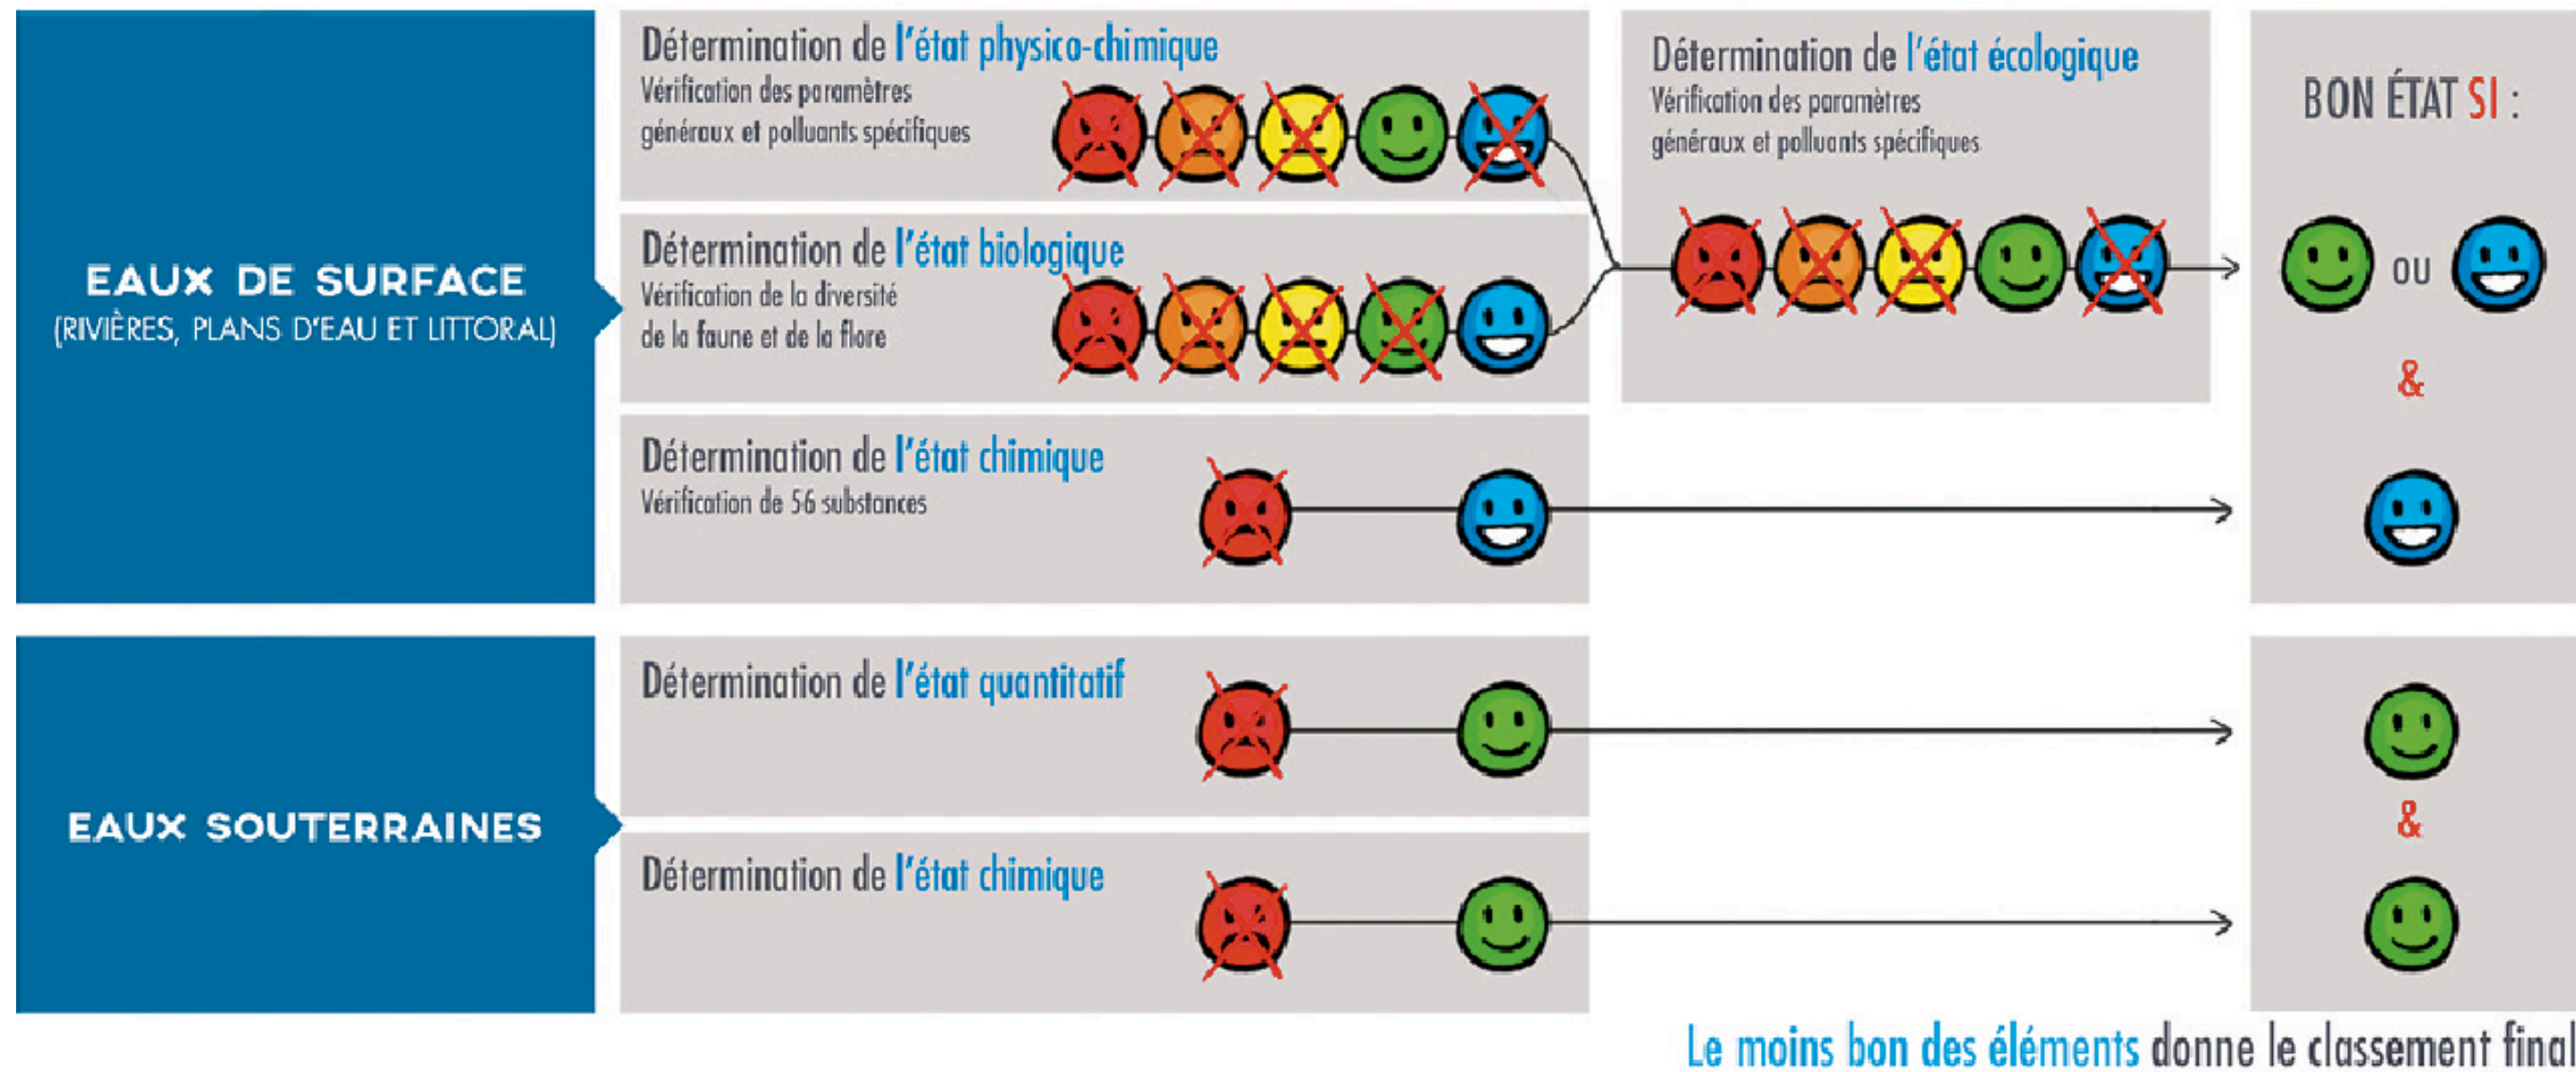 EAUX DE SURFACE
(RIVIÈRES, PLANS D'EAU ET LITTORAL)
Détermination de l'état physico-chimique
Vérification des paramètres
généraux et polluants spécifiques
Détermination de l'état biologique
Vérification de la diversité
de la faune et de la flore
Détermination de l'état chimique
Vérification de 56 substances
Détermination de l'état écologique
Vérification des paramètres
généraux et polluants spécifiques
BON ÉTAT SI :
OU
&
EAUX SOUTERRAINES
Détermination de l'état quantitatif
Détermination de l'état chimique
&
Le moins bon des éléments donne le classement final